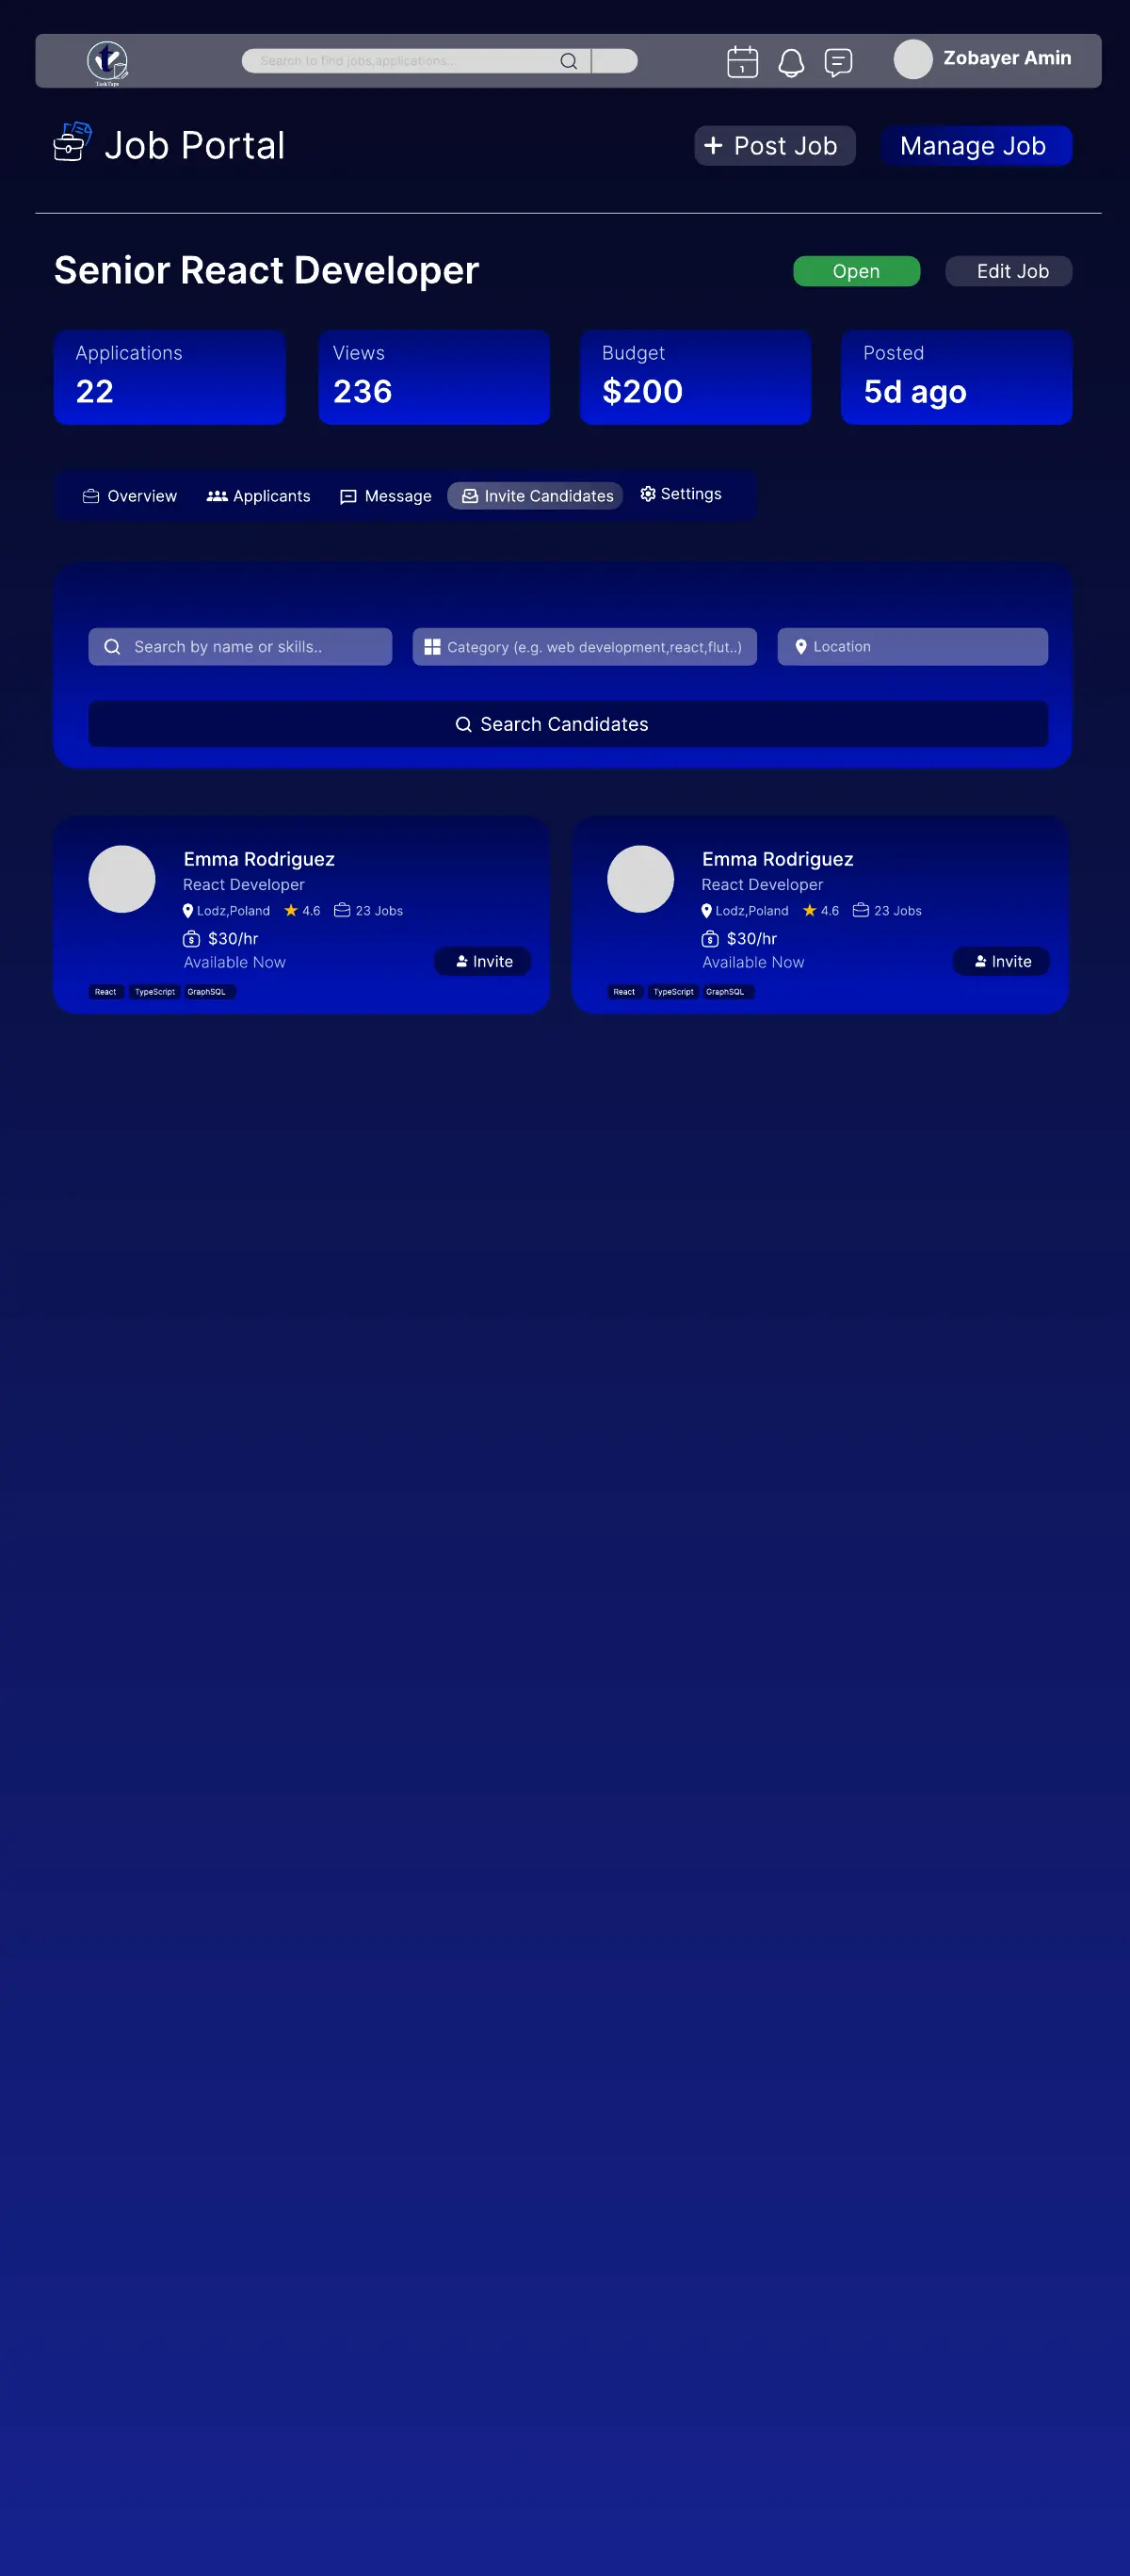 Search to find jobs,applications...
1
Zobayer Amin
t
TaskTape
Job Portal
+ Post Job
Manage Job
Senior React Developer
Open
Edit Job
Applications
22
Views
236
Budget
$200
Posted
5d ago
Overview
Applicants
Message
Invite Candidates
Settings
Search by name or skills..
Category (e.g. web development,react,flut..)
Location
Search Candidates
Emma Rodriguez
React Developer
Lodz,Poland 4.6 23 Jobs
$30/hr
Available Now
Invite
React TypeScript GraphSQL
Emma Rodriguez
React Developer
Lodz,Poland 4.6 23 Jobs
$30/hr
Available Now
Invite
React TypeScript GraphSQL